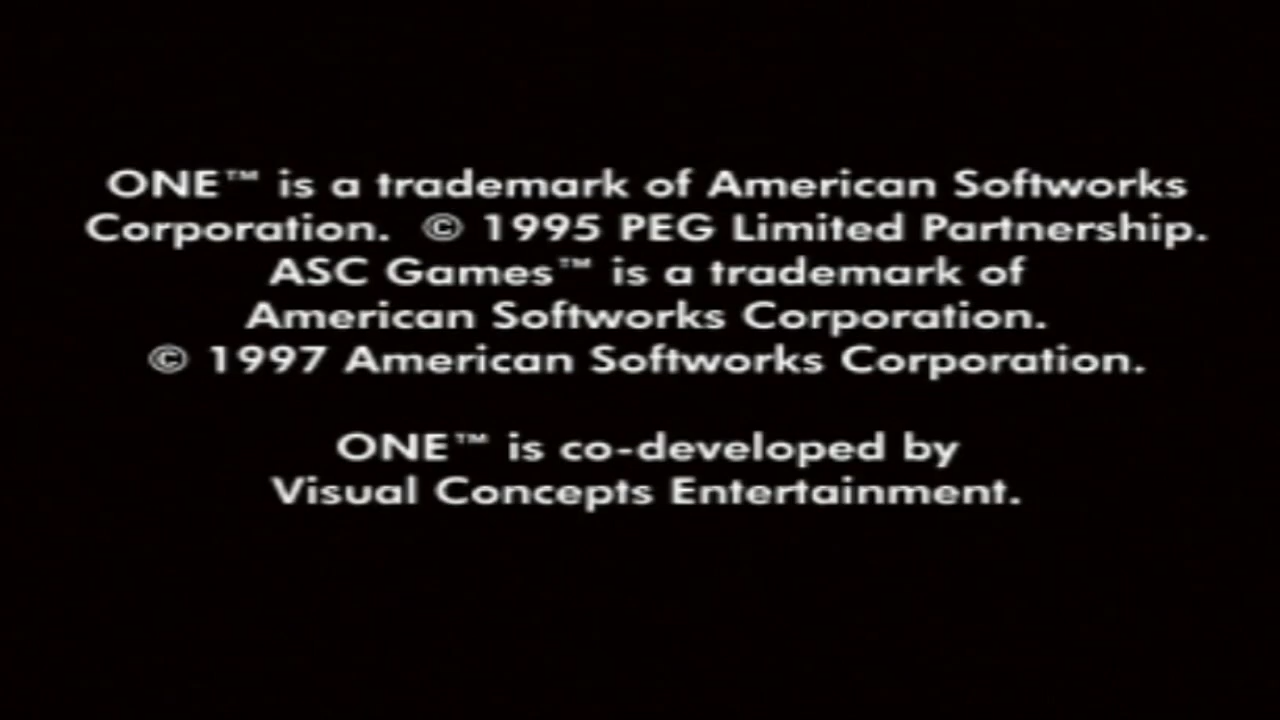 ONE™ is a trademark of American Softworks
Corporation. © 1995 PEG Limited Partnership.
ASC Games™ is a trademark of
American Softworks Corporation.
© 1997 American Softworks Corporation.
ONE™ is co-developed by
Visual Concepts Entertainment.